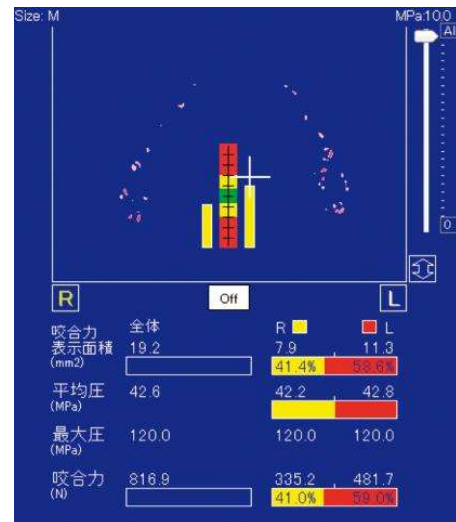 Size: M MPa:10.0
Al
0
R Off L
咬合力 全体 R L
表示面積 19.2 7.9 11.3
(mm2) 41.4% 58.6%
平均圧 42.6 42.2 42.8
(MPa)
最大圧 120.0 120.0 120.0
(MPa)
咬合力 816.9 335.2 481.7
(N) 41.0% 59.0%